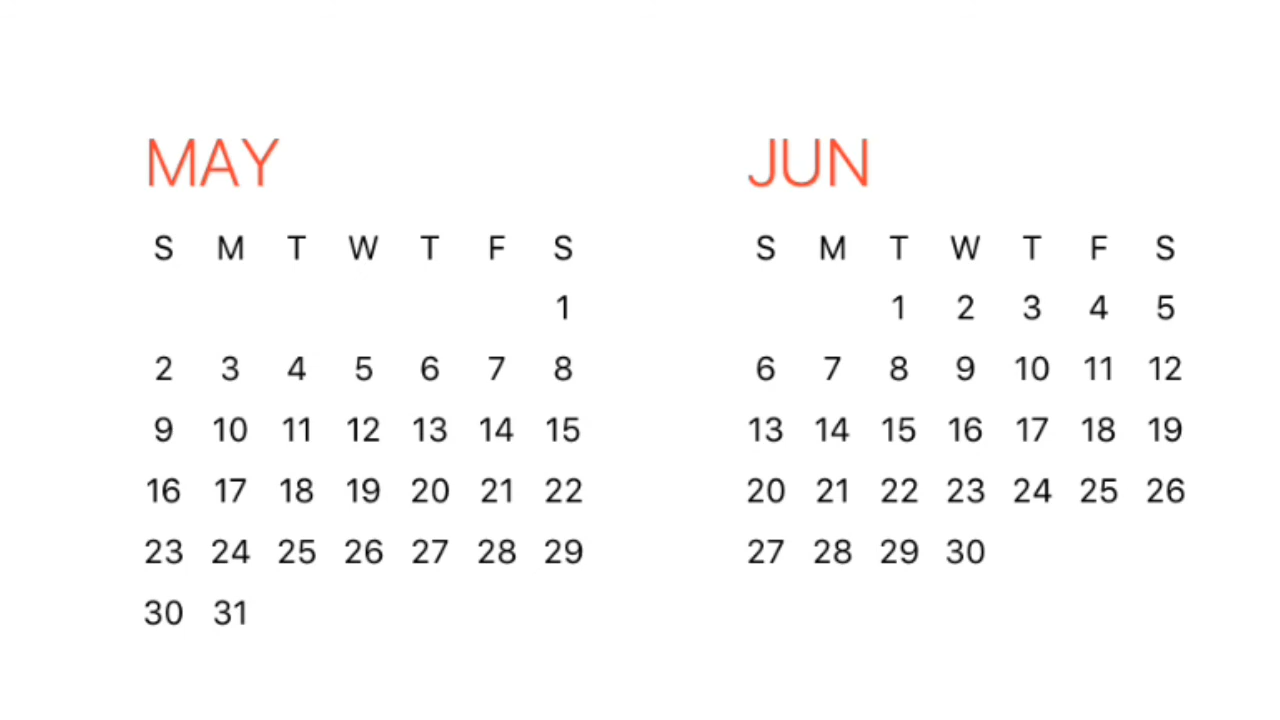 MAY
S M T W T F S
1
2 3 4 5 6 7 8
9 10 11 12 13 14 15
16 17 18 19 20 21 22
23 24 25 26 27 28 29
30 31
JUN
S M T W T F S
1 2 3 4 5
6 7 8 9 10 11 12
13 14 15 16 17 18 19
20 21 22 23 24 25 26
27 28 29 30